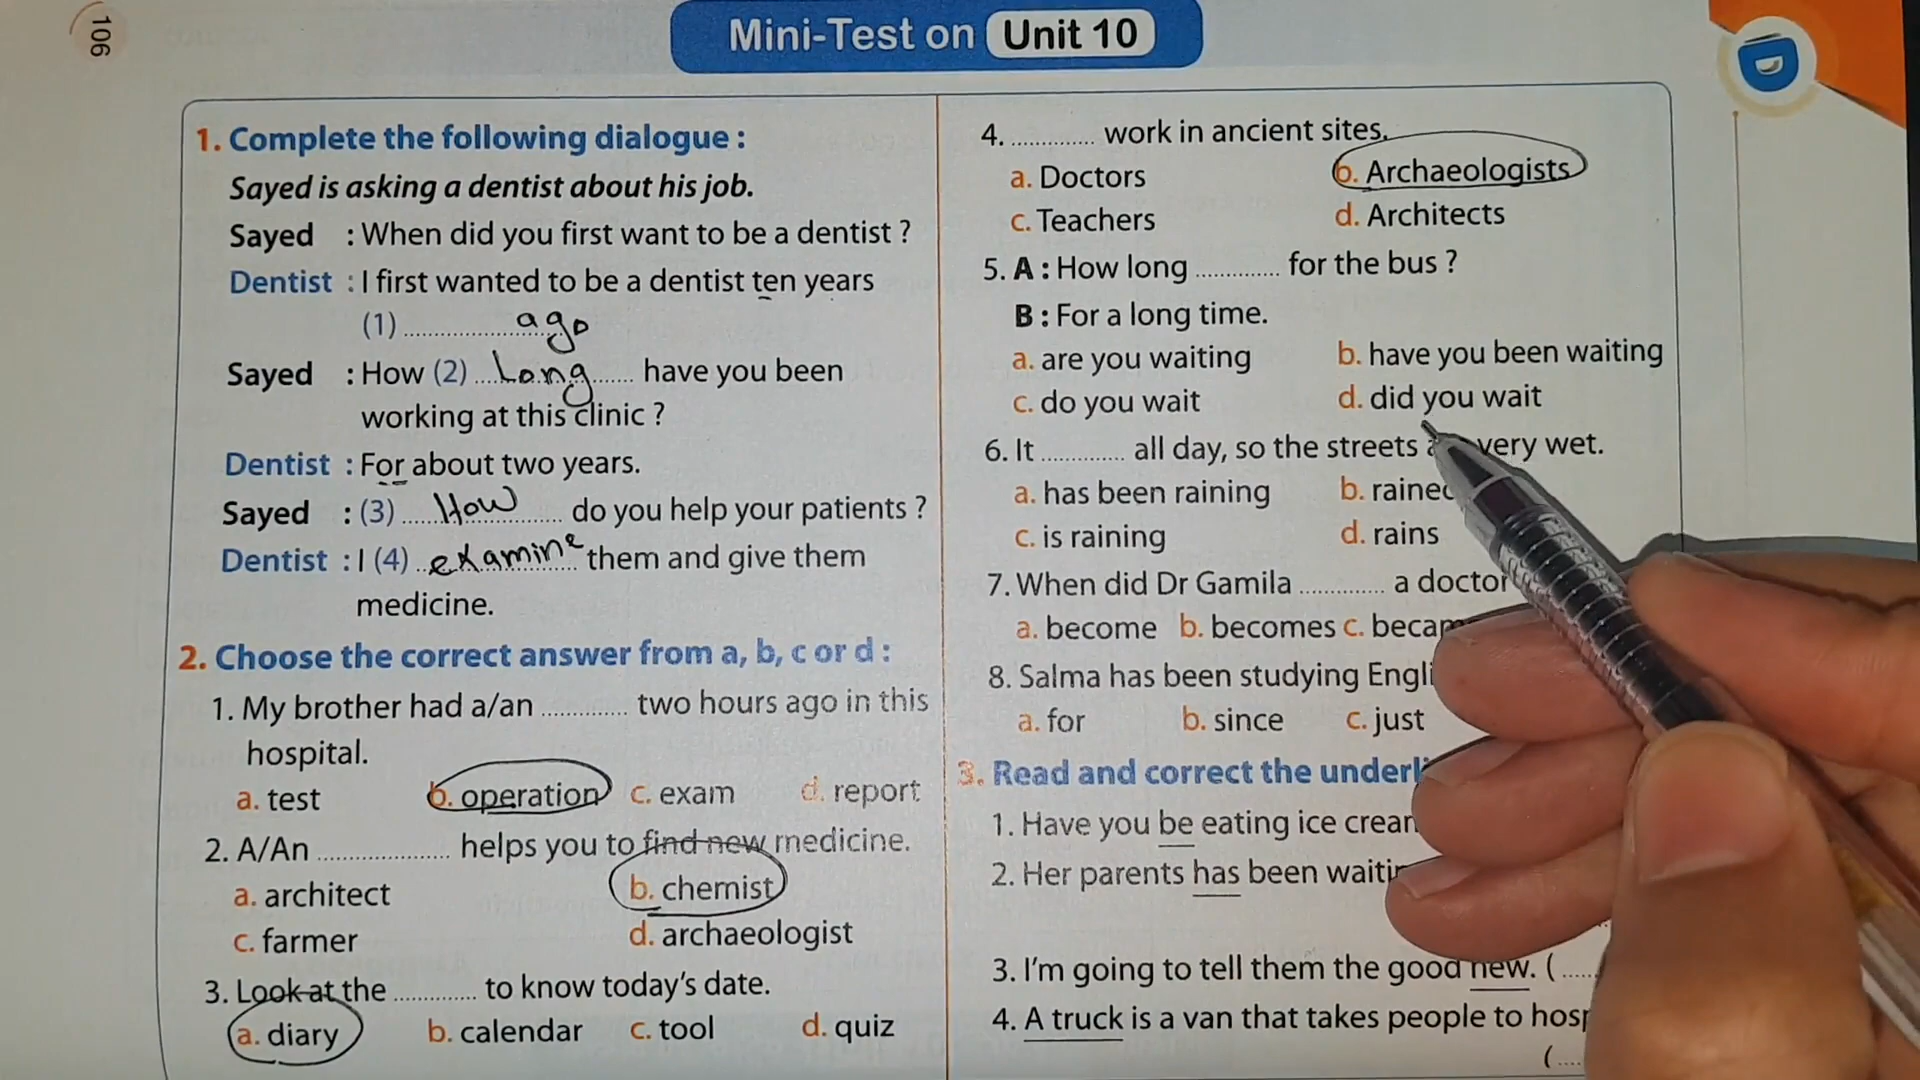 106
Mini-Test on Unit 10
D
1. Complete the following dialogue :
Sayed is asking a dentist about his job.
Sayed : When did you first want to be a dentist ?
Dentist : I first wanted to be a dentist ten years
(1) .............. ago
Sayed : How (2) ... Long ...... have you been
working at this clinic ?
Dentist : For about two years.
Sayed : (3) .... How ...... do you help your patients ?
Dentist : I (4) .. examine them and give them
medicine.
2. Choose the correct answer from a, b, c or d :
1. My brother had a/an ............. two hours ago in this
hospital.
a. test b. operation c. exam d. report
2. A/An .................... helps you to find new medicine.
a. architect b. chemist
c. farmer d. archaeologist
3. Look at the ............. to know today's date.
a. diary b. calendar c. tool d. quiz
4. ............. work in ancient sites.
a. Doctors b. Archaeologists
c. Teachers d. Architects
5. A : How long ............. for the bus ?
B : For a long time.
a. are you waiting b. have you been waiting
c. do you wait d. did you wait
6. It ............. all day, so the streets very wet.
a. has been raining b.
c. is raining d. rains
7. When did Dr Gamila ............. a doctor
a. become b. becomes c.
8. Salma has been studying
a. for b. since c. just
3. Read and correct the
1. Have you be eating ice
2. Her parents has been
3. I'm going to tell them the good new. (.....
4. A truck is a van that takes people to
(....